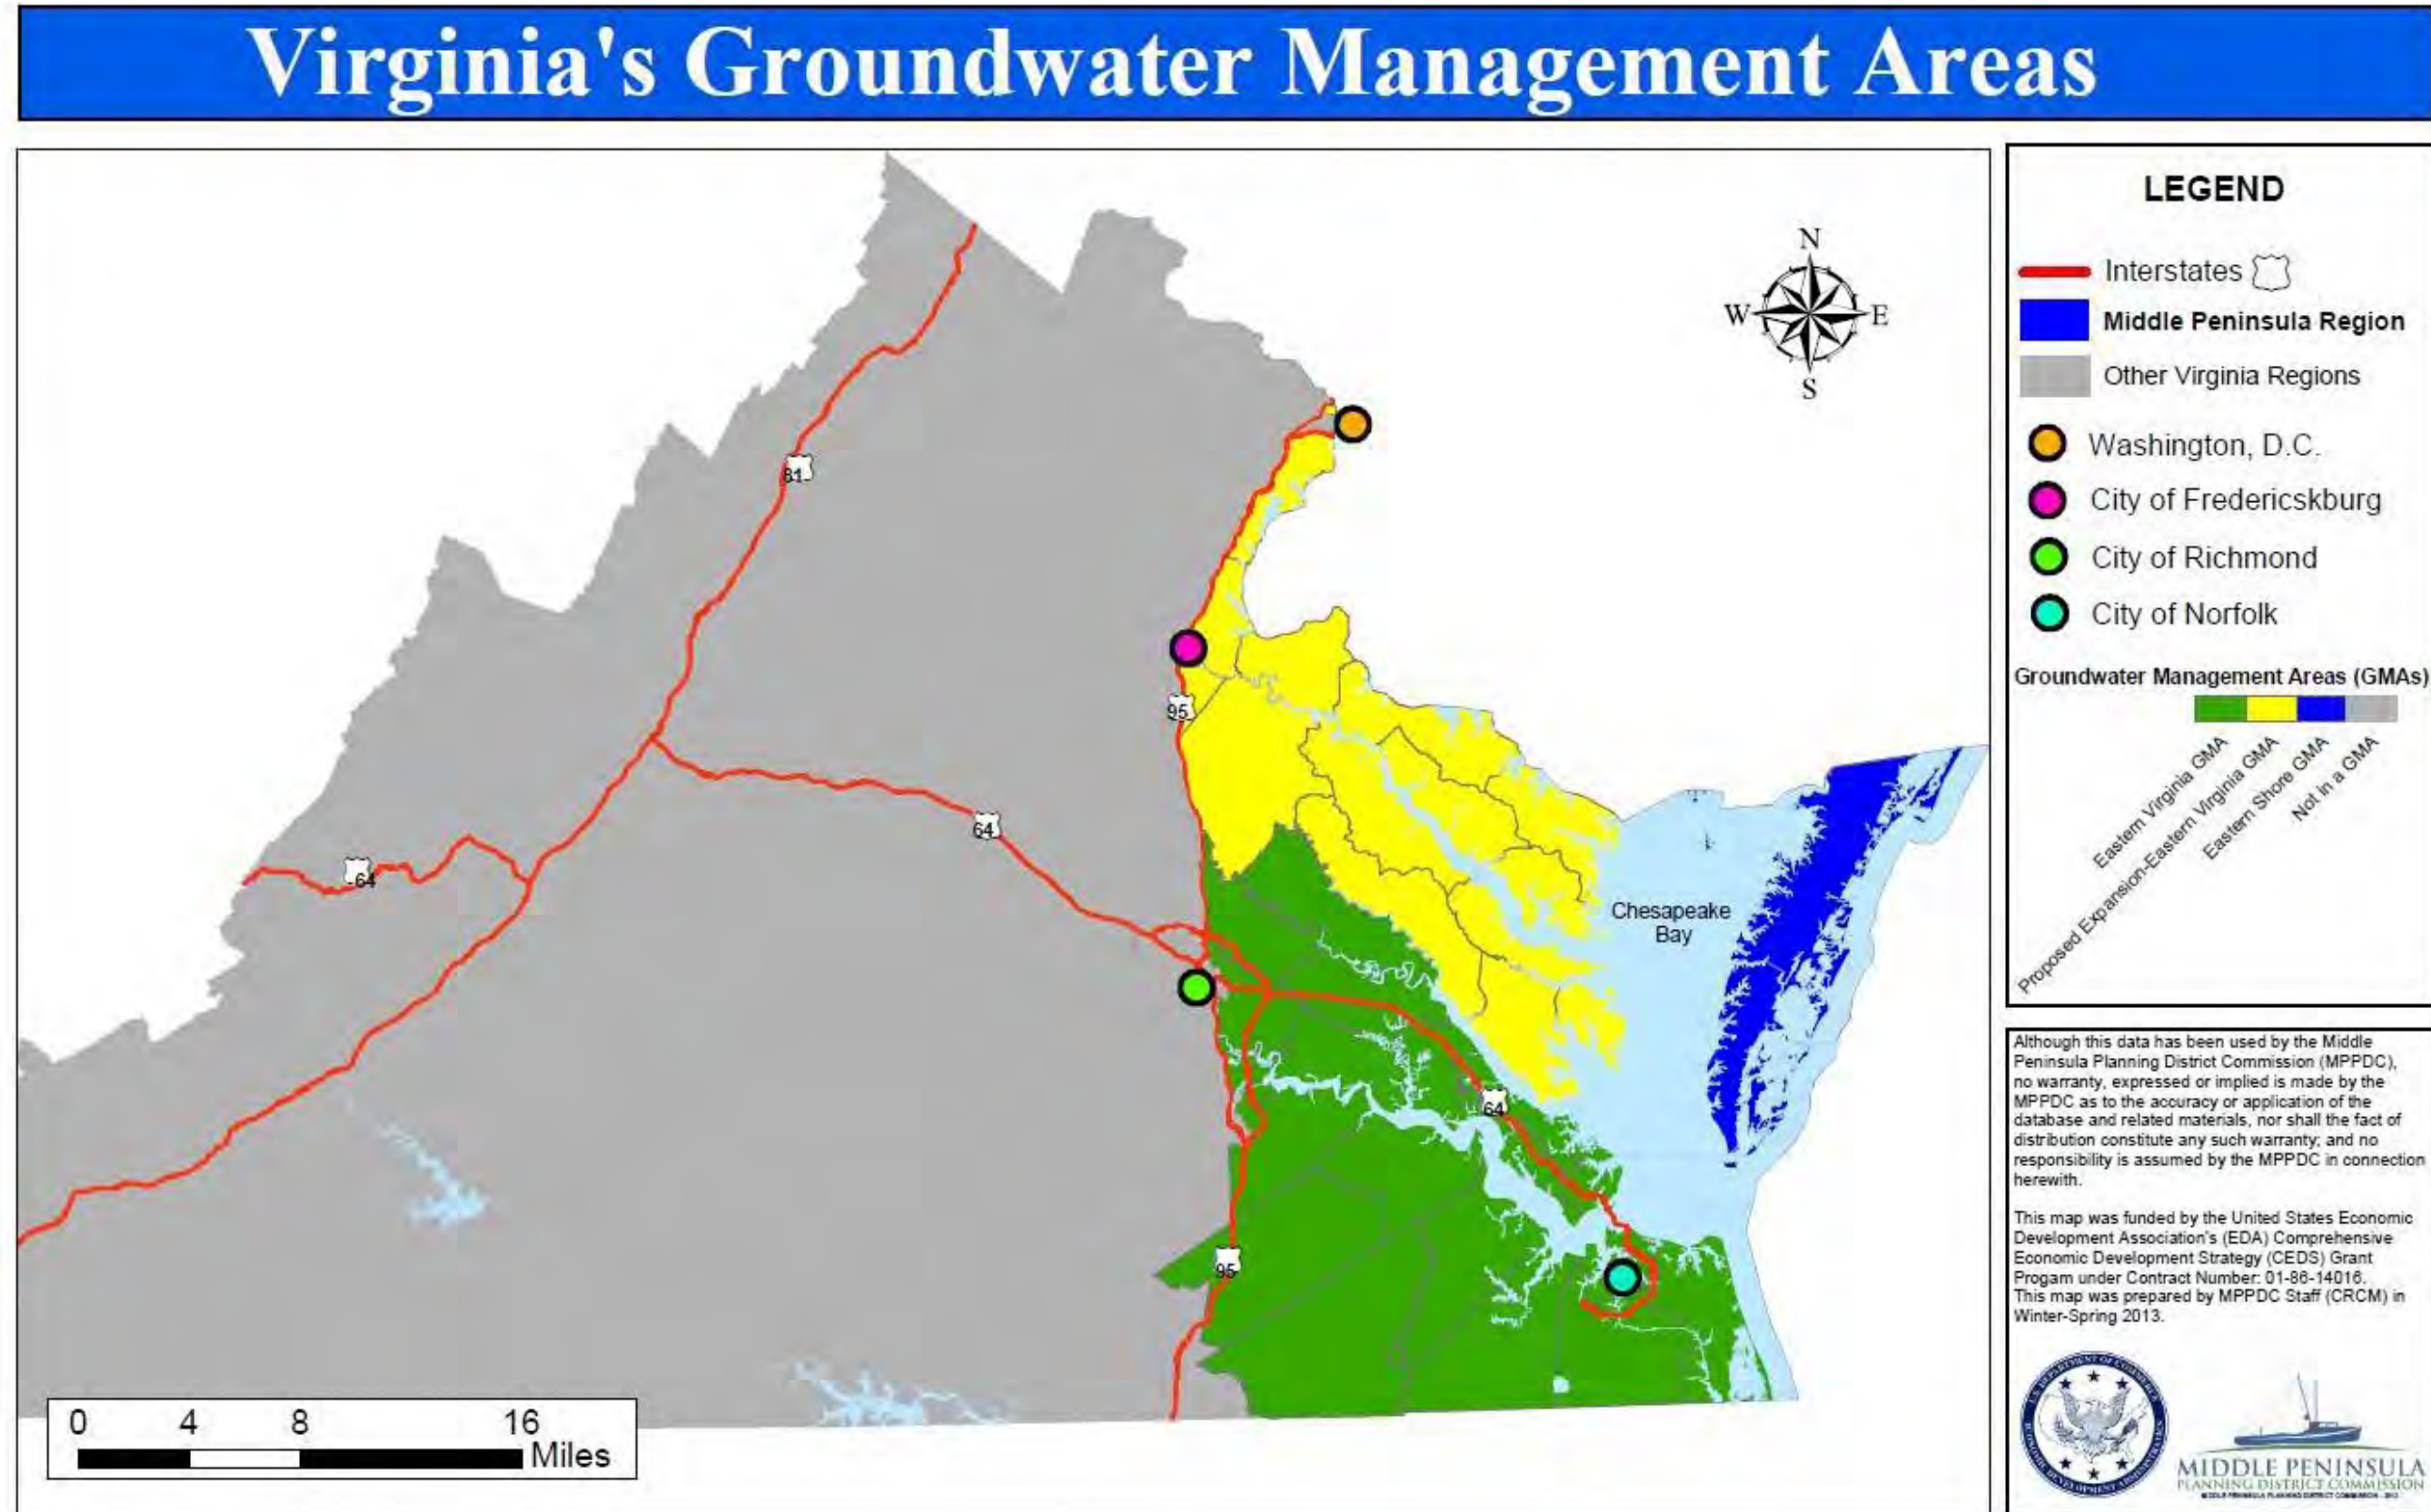 Virginia's Groundwater Management Areas
N
W E
S
81
95
64
64
Chesapeake
Bay
64
95
0 4 8 16
Miles
LEGEND
Interstates
Middle Peninsula Region
Other Virginia Regions
Washington, D.C.
City of Fredericskburg
City of Richmond
City of Norfolk
Groundwater Management Areas (GMAs)
Eastern Virginia GMA
Proposed Expansion-Eastern Virginia GMA
Eastern Shore GMA
Not in a GMA
Although this data has been used by the Middle
Peninsula Planning District Commission (MPPDC),
no warranty, expressed or implied is made by the
MPPDC as to the accuracy or application of the
database and related materials, nor shall the fact of
distribution constitute any such warranty; and no
responsibility is assumed by the MPPDC in connection
herewith.
This map was funded by the United States Economic
Development Association's (EDA) Comprehensive
Economic Development Strategy (CEDS) Grant
Progam under Contract Number: 01-86-14016.
This map was prepared by MPPDC Staff (CRCM) in
Winter-Spring 2013.
U.S. DEPARTMENT OF COMMERCE
ECONOMIC DEVELOPMENT ADMINISTRATION
MIDDLE PENINSULA
PLANNING DISTRICT COMMISSION